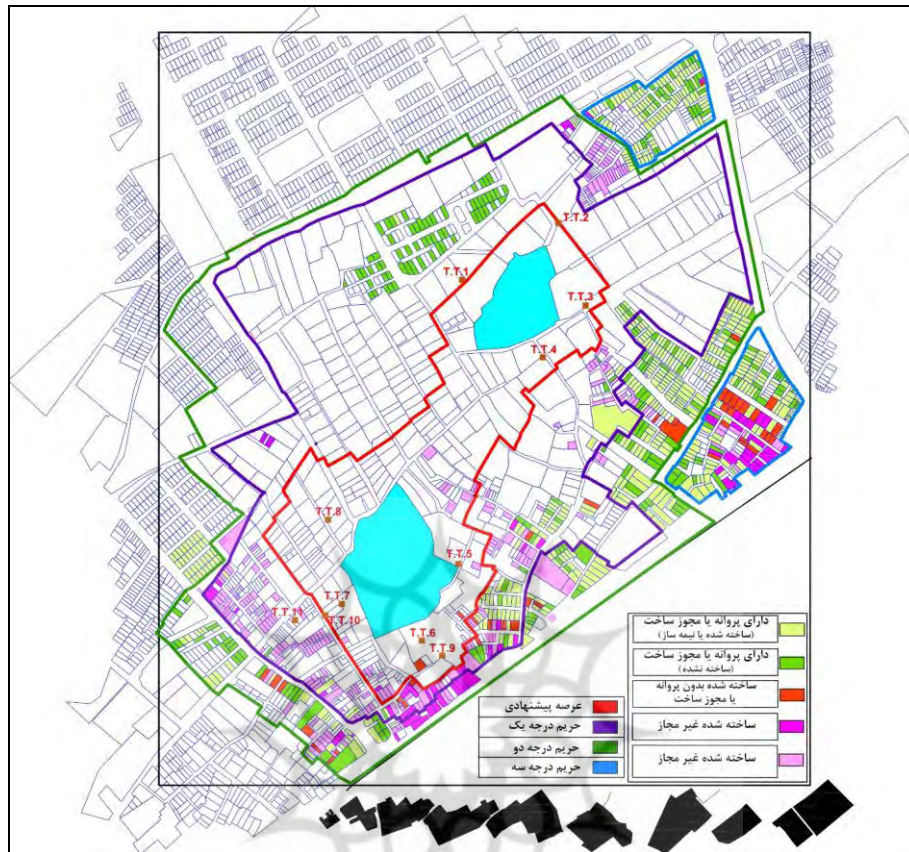 T.T.2
T.T.1
T.T.3
T.T.4
T.T.8
T.T.5
T.T.7
T.T.11
T.T.10
T.T.6
T.T.9
عرصه پیشنهادی
حریم درجه یک
حریم درجه دو
حریم درجه سه
دارای پروانه یا مجوز ساخت
(ساخته شده یا نیمه ساز)
دارای پروانه یا مجوز ساخت
(ساخته نشده)
ساخته شده بدون پروانه
یا مجوز ساخت
ساخته شده غیر مجاز
ساخته شده غیر مجاز